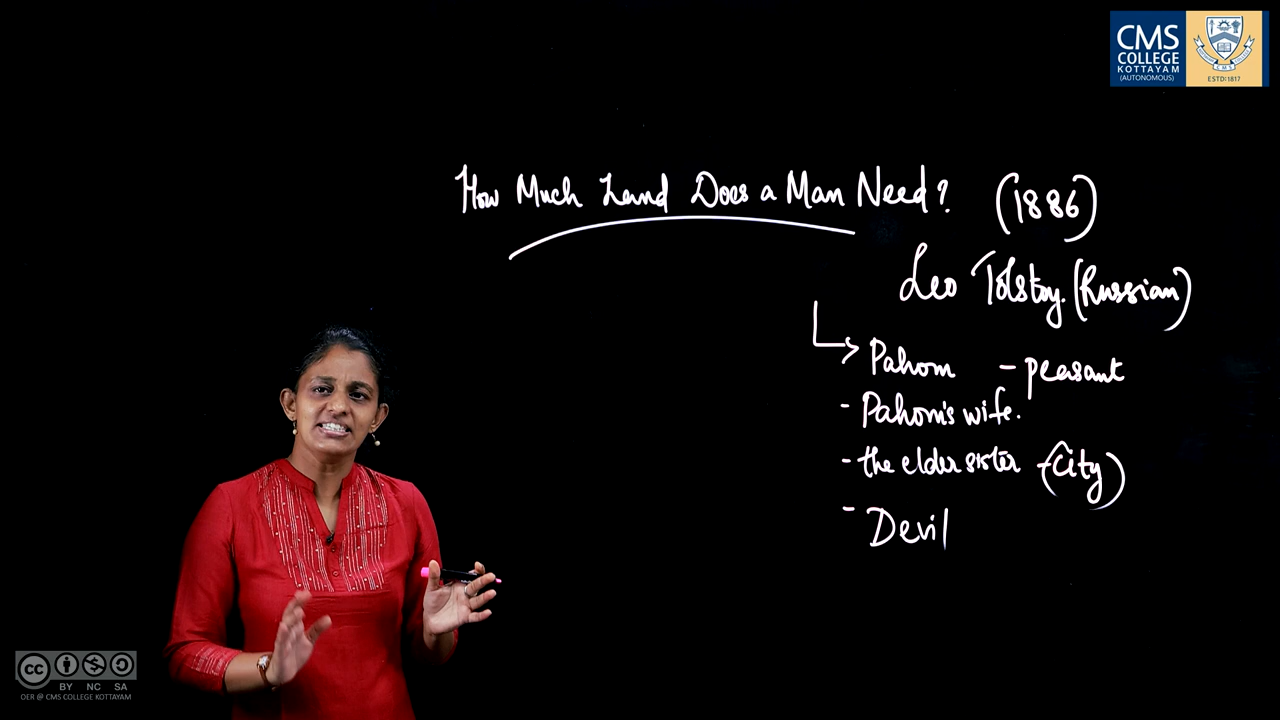 CMS
COLLEGE
KOTTAYAM
(AUTONOMOUS)
ESTD:1817
How Much Land Does a Man Need? (1886)
Leo Tolstoy. (Russian)
Pahom - peasant
- Pahom's wife.
- the elder sister - (City)
- Devil
CC
BY NC SA
OER @ CMS COLLEGE KOTTAYAM